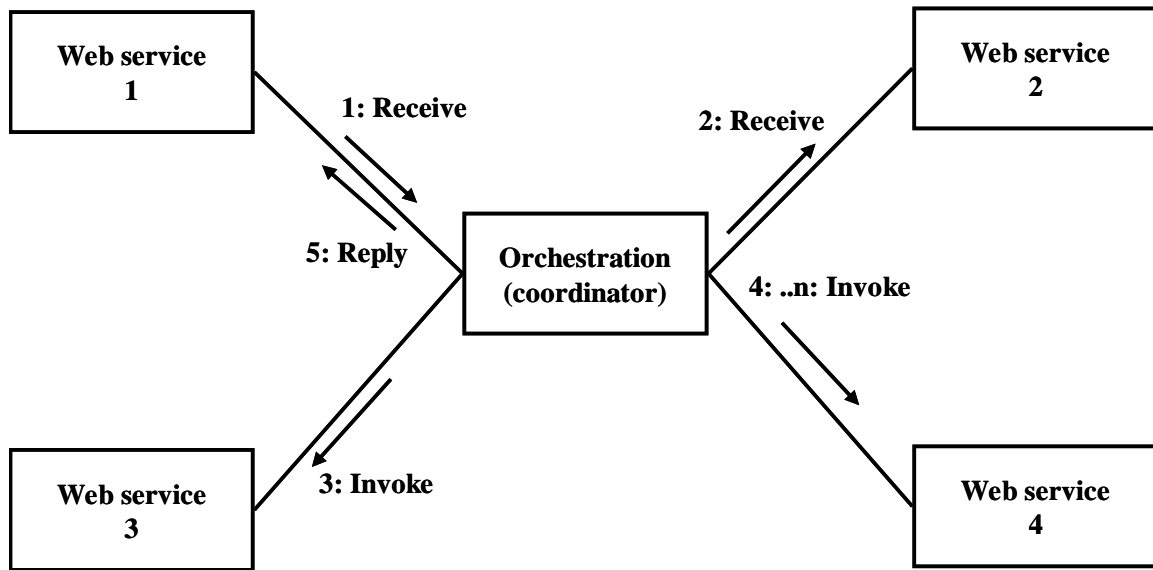 Web service
1
Web service
2
1: Receive
2: Receive
5: Reply
Orchestration
(coordinator)
4: ..n: Invoke
3: Invoke
Web service
3
Web service
4